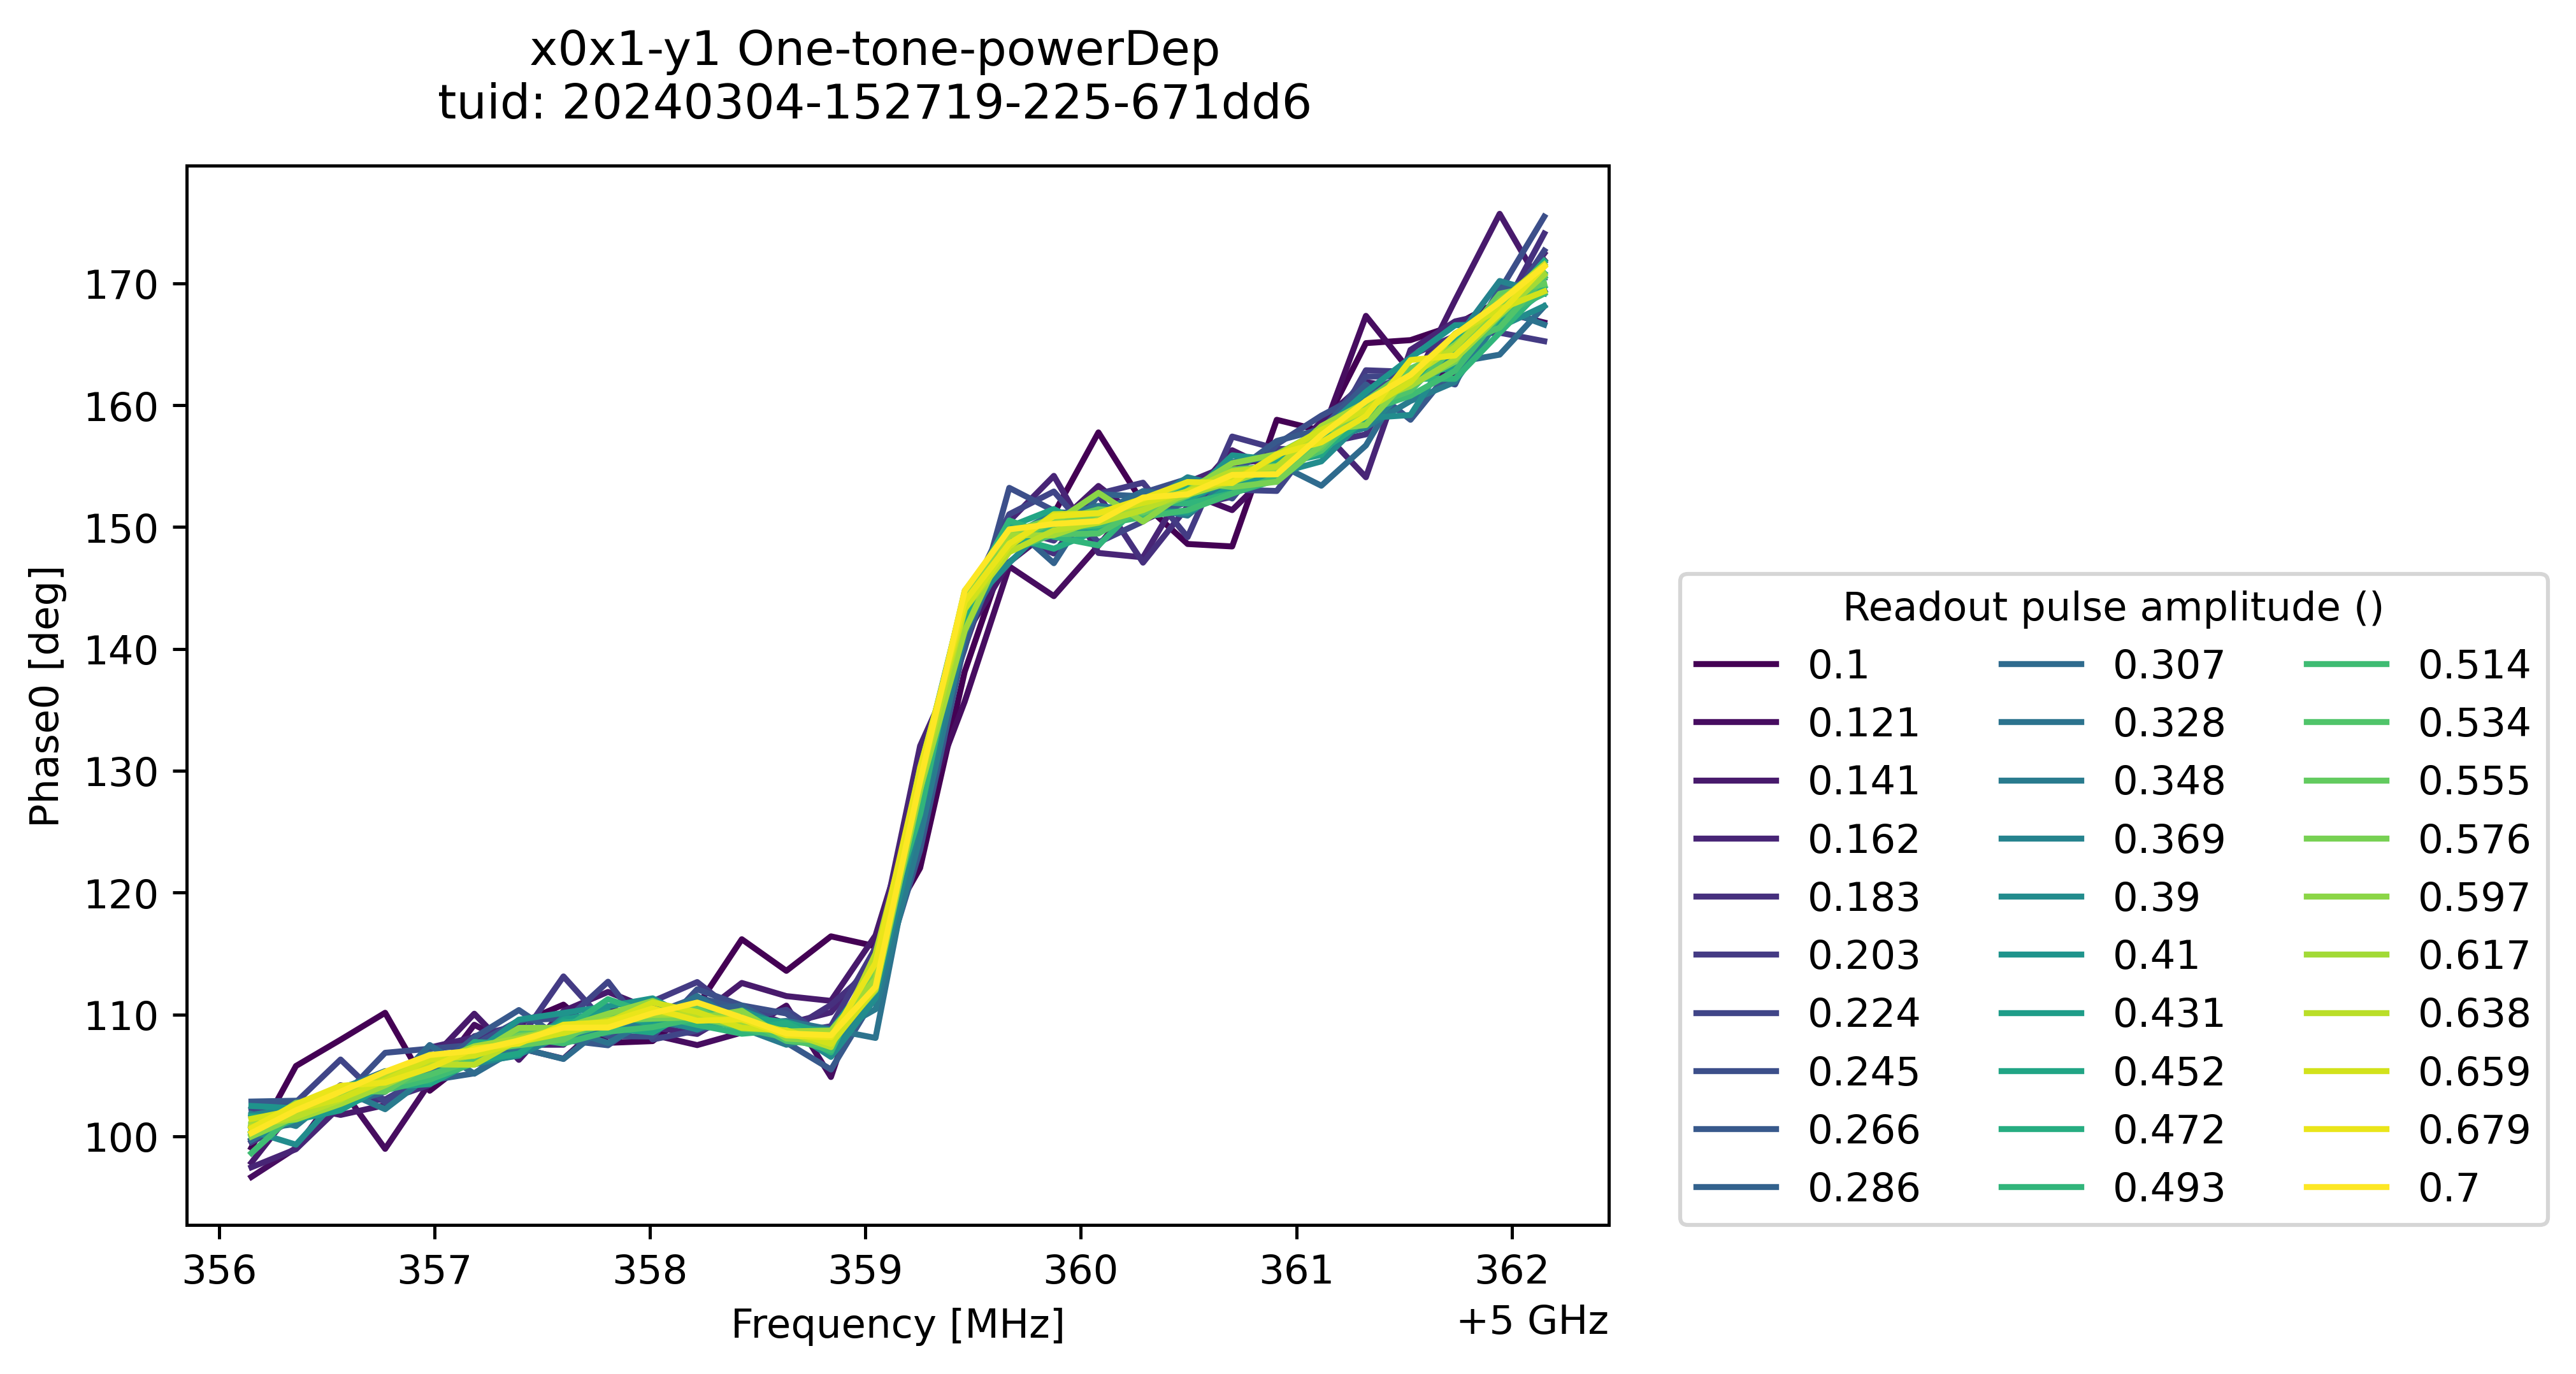 x0x1-y1 One-tone-powerDep
tuid: 20240304-152719-225-671dd6
Phase0 [deg]
170
160
150
140
130
120
110
100
356 357 358 359 360 361 362
Frequency [MHz]
+5 GHz
Readout pulse amplitude ()
0.1 0.307 0.514
0.121 0.328 0.534
0.141 0.348 0.555
0.162 0.369 0.576
0.183 0.39 0.597
0.203 0.41 0.617
0.224 0.431 0.638
0.245 0.452 0.659
0.266 0.472 0.679
0.286 0.493 0.7